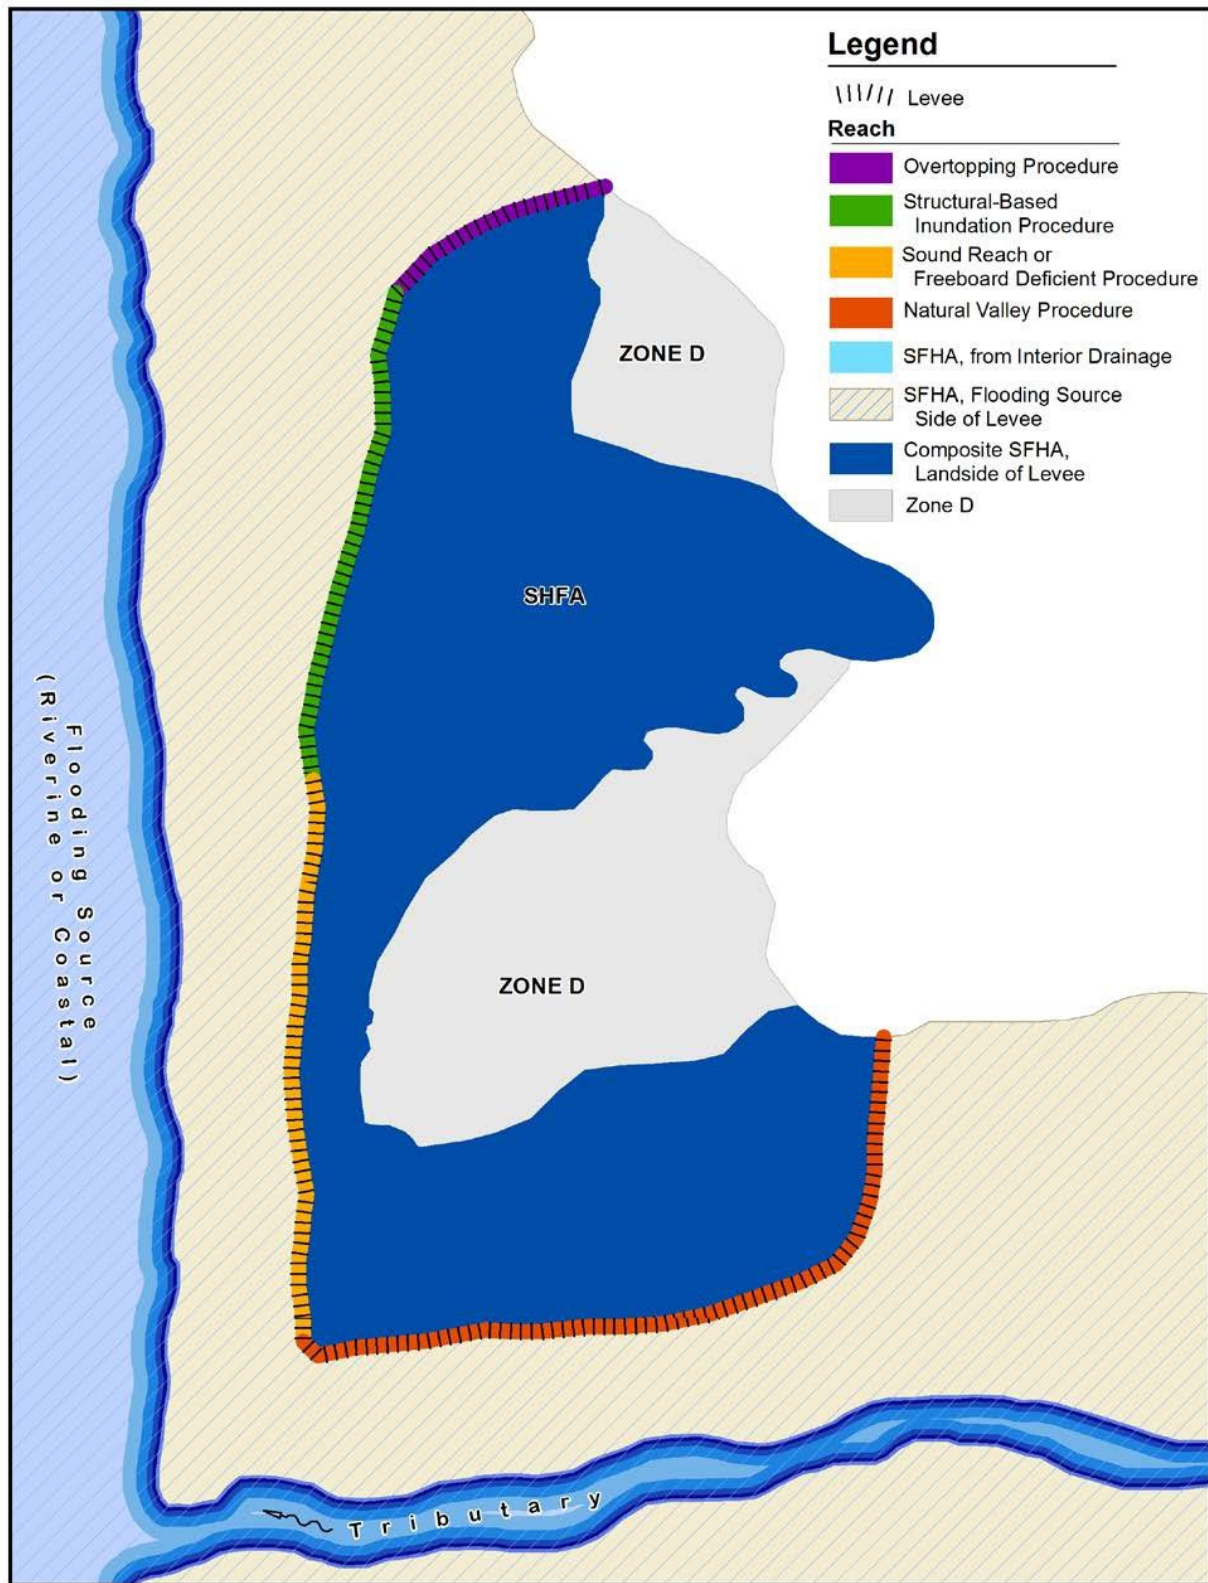 Legend
Levee
Reach
Overtopping Procedure
Structural-Based
Inundation Procedure
Sound Reach or
Freeboard Deficient Procedure
Natural Valley Procedure
SFHA, from Interior Drainage
SFHA, Flooding Source
Side of Levee
Composite SFHA,
Landside of Levee
Zone D
ZONE D
SHFA
ZONE D
Flooding Source
(Riverine or Coastal)
Tributary